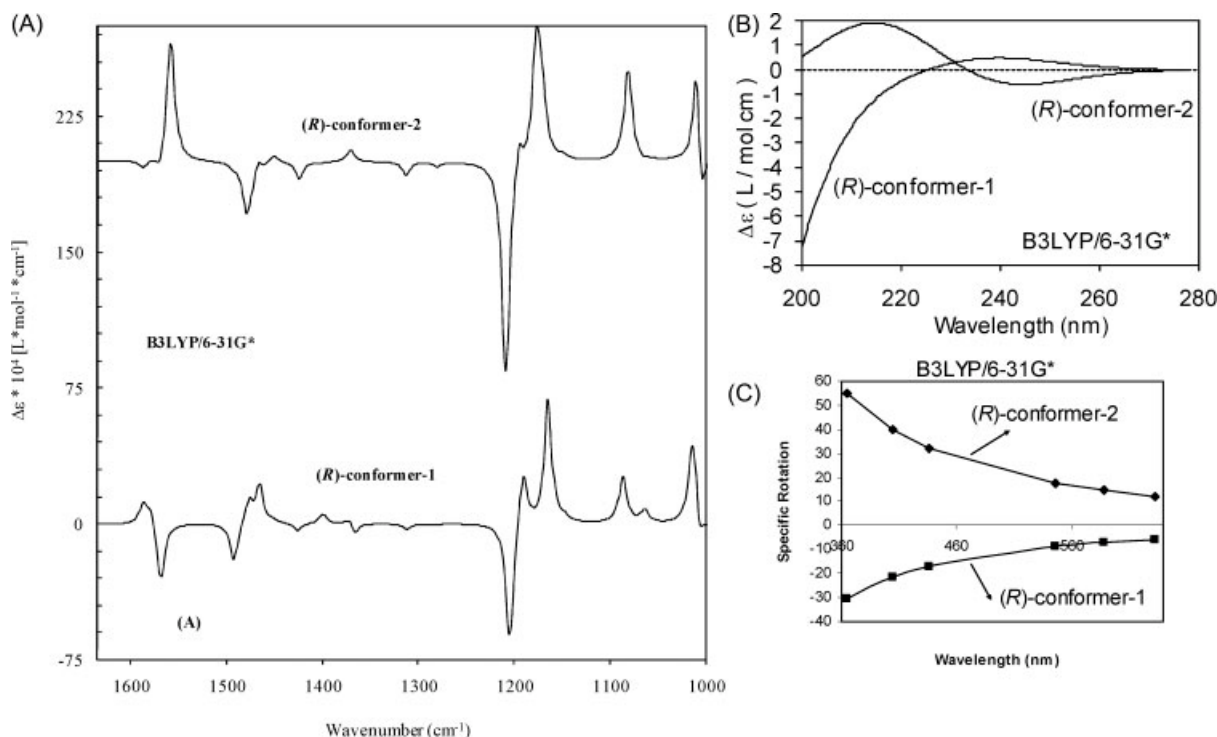 (A)
Δε * 10⁴ [L*mol⁻¹ *cm⁻¹]
225
150
75
0
-75
(R)-conformer-2
B3LYP/6-31G*
(R)-conformer-1
(A)
1600 1500 1400 1300 1200 1100 1000
Wavenumber (cm⁻¹)
(B)
Δε ( L / mol cm)
2
1
0
-1
-2
-3
-4
-5
-6
-7
-8
(R)-conformer-2
(R)-conformer-1
B3LYP/6-31G*
200 220 240 260 280
Wavelength (nm)
B3LYP/6-31G*
(C)
Specific Rotation
60
50
40
30
20
10
0
-10
-20
-30
-40
(R)-conformer-2
360 460 560
(R)-conformer-1
Wavelength (nm)